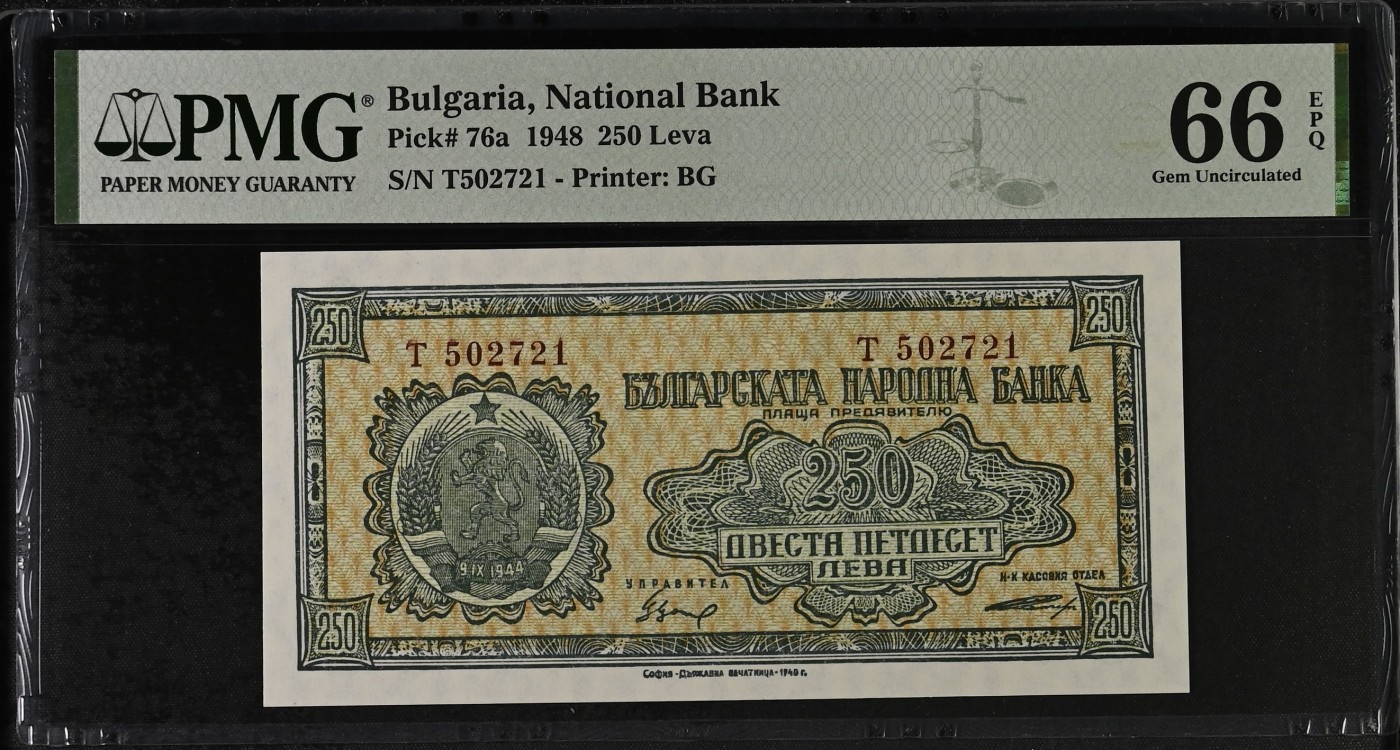 PMG®
PAPER MONEY GUARANTY
Bulgaria, National Bank
Pick# 76a 1948 250 Leva
S/N T502721 - Printer: BG
66
EPQ
Gem Uncirculated
250
250
Т 502721
Т 502721
БЪЛГАРСКАТА НАРОДНА БАНКА
ПЛАЩА ПРЕДЯВИТЕЛЮ
250
ДВЕСТА ПЕТДЕСЕТ
ЛЕВА
9 IX 1944
УПРАВИТЕЛ
Н-К КАСОВИЯ ОТДЕЛ
250
250
София - Държавна печатница - 1948 г.